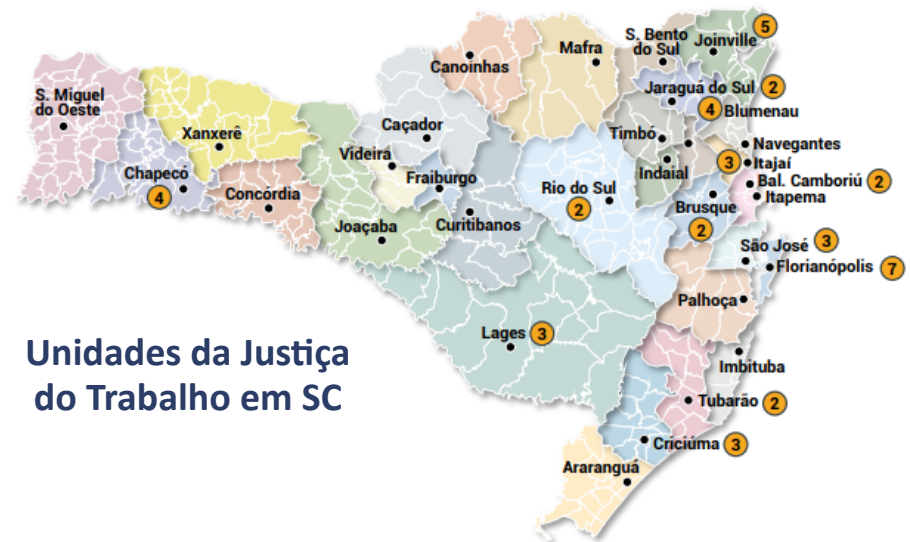 S. Bento
do Sul
Joinville
5
Mafra
Canoinhas
Jaraguá do Sul 2
4 Blumenau
S. Miguel
do Oeste
Xanxerê
Caçador
Timbó
Navegantes
Videira
3 Itajaí
Chapecó
4
Fraiburgo
Indaial
Bal. Camboriú 2
Itapema
Concórdia
Rio do Sul
2
Brusque
2
Joaçaba
Curitibanos
São José 3
Florianópolis 7
Palhoça
Lages 3
Unidades da Justiça
do Trabalho em SC
Imbituba
Tubarão 2
Criciúma 3
Araranguá